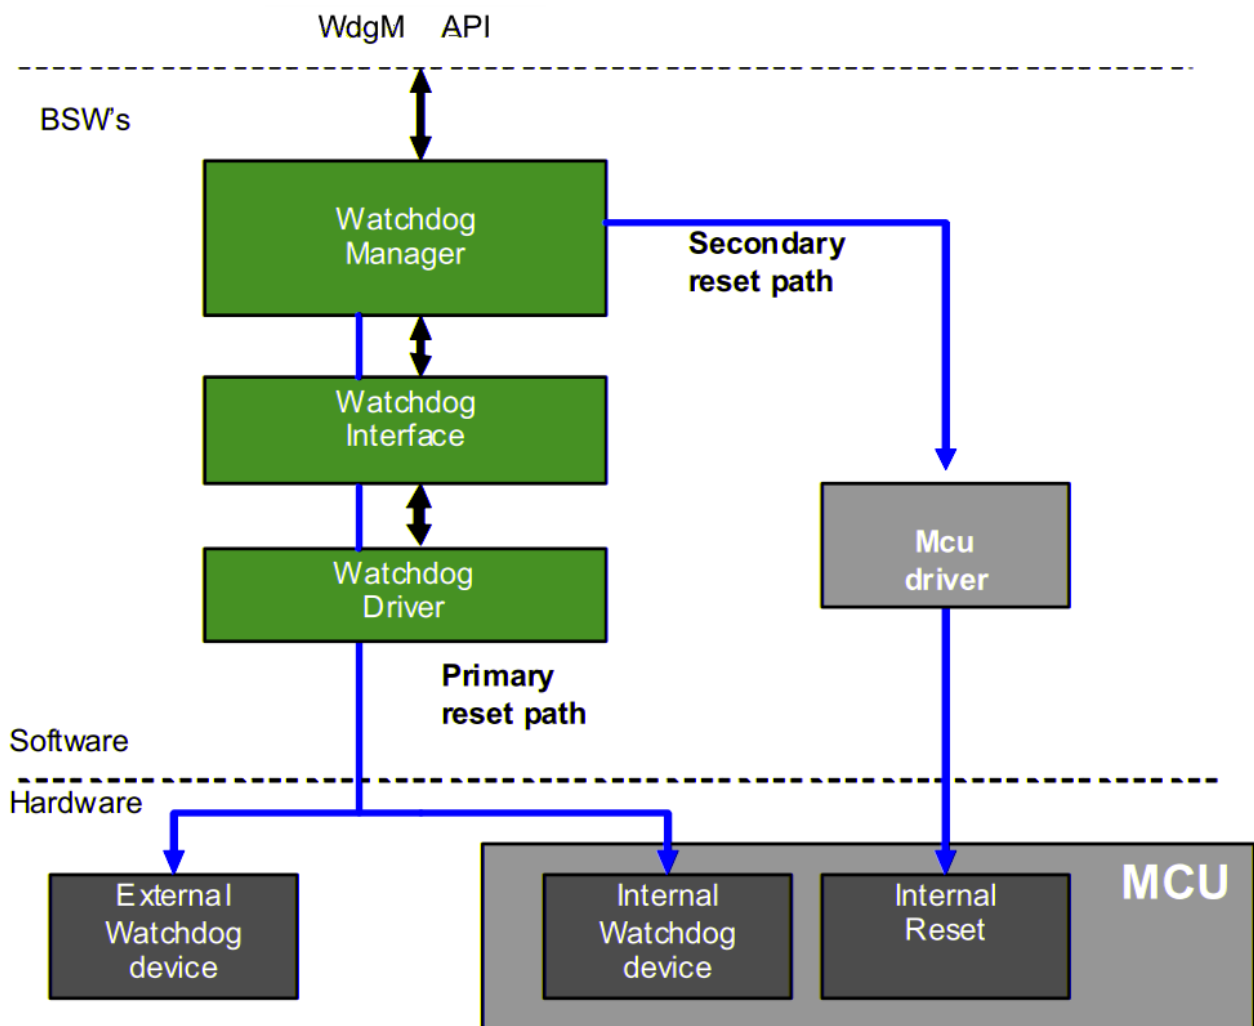 WdgM API
BSW's
Watchdog
Manager
Secondary
reset path
Watchdog
Interface
Mcu
driver
Watchdog
Driver
Primary
reset path
Software
Hardware
MCU
External
Watchdog
device
Internal
Watchdog
device
Internal
Reset